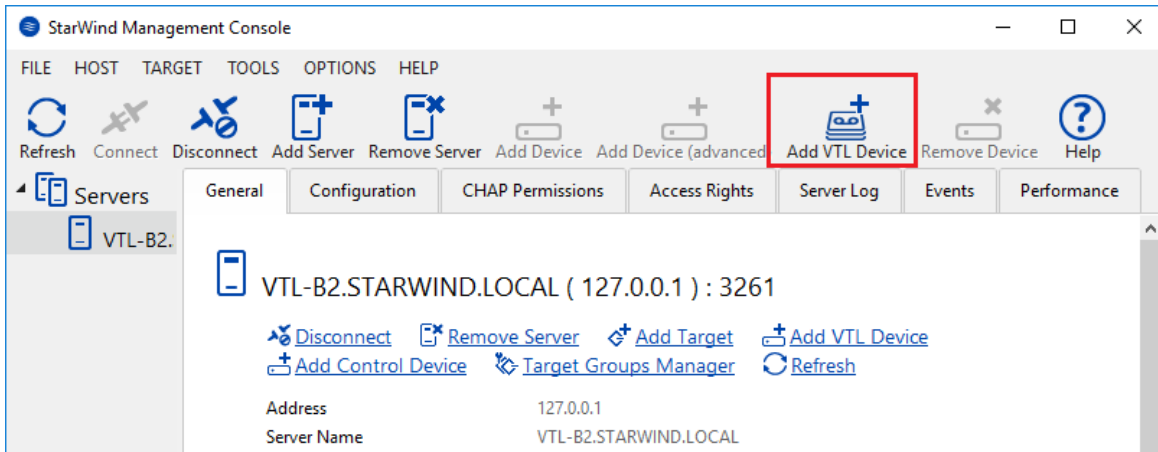 StarWind Management Console
FILE HOST TARGET TOOLS OPTIONS HELP
Refresh Connect Disconnect Add Server Remove Server Add Device Add Device (advanced Add VTL Device Remove Device Help
Servers
VTL-B2.
General Configuration CHAP Permissions Access Rights Server Log Events Performance
VTL-B2.STARWIND.LOCAL ( 127.0.0.1 ) : 3261
Disconnect Remove Server Add Target Add VTL Device
Add Control Device Target Groups Manager Refresh
Address 127.0.0.1
Server Name VTL-B2.STARWIND.LOCAL